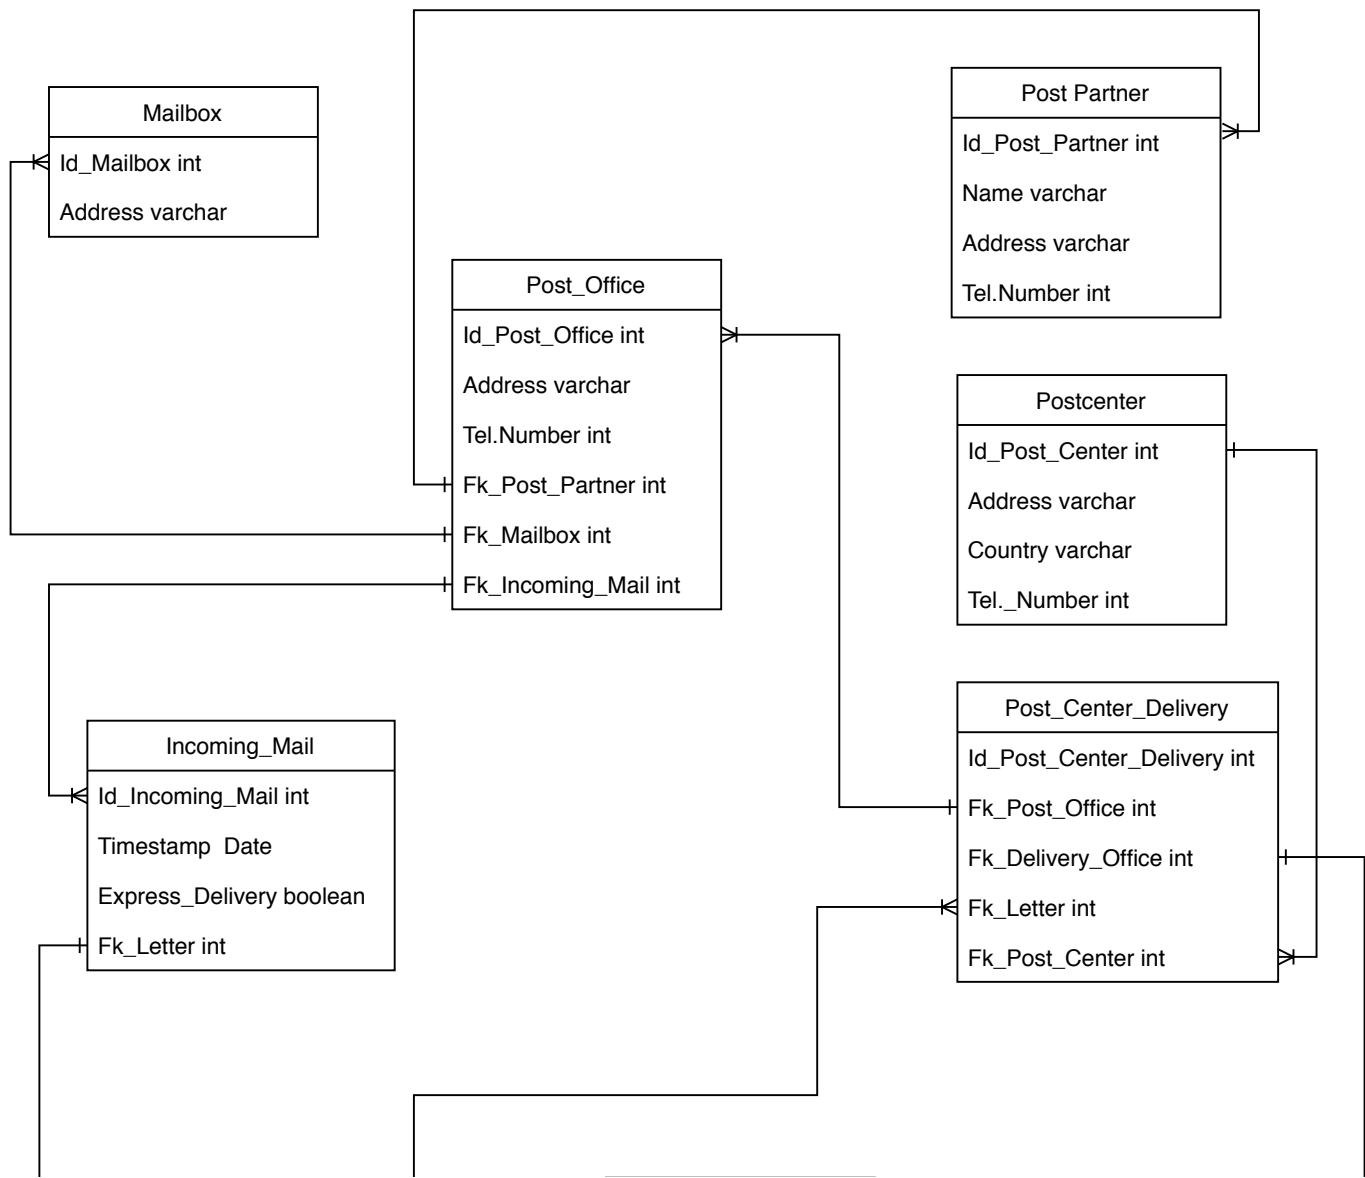 Mailbox
Id_Mailbox int
Address varchar
Post Partner
Id_Post_Partner int
Name varchar
Address varchar
Tel.Number int
Post_Office
Id_Post_Office int
Address varchar
Tel.Number int
Fk_Post_Partner int
Fk_Mailbox int
Fk_Incoming_Mail int
Postcenter
Id_Post_Center int
Address varchar
Country varchar
Tel._Number int
Incoming_Mail
Id_Incoming_Mail int
Timestamp  Date
Express_Delivery boolean
Fk_Letter int
Post_Center_Delivery
Id_Post_Center_Delivery int
Fk_Post_Office int
Fk_Delivery_Office int
Fk_Letter int
Fk_Post_Center int